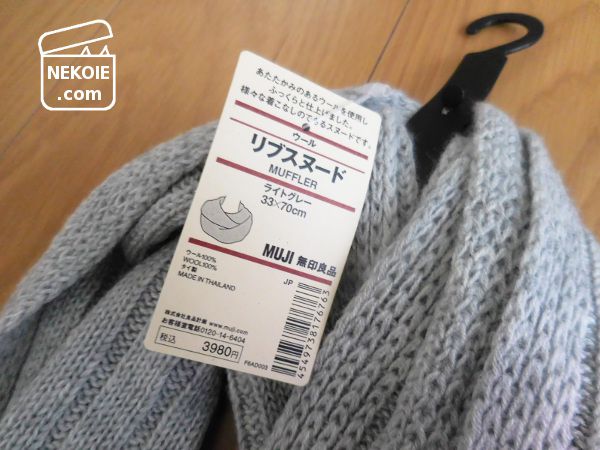 NEKOIE
.com
あたたかみのあるウールを使用し
ふっくらと仕上げました。
様々な着こなしのできるスヌードです。
ウール
リブスヌード
MUFFLER
ライトグレー
33×70cm
MUJI 無印良品
JP
ウール100%
WOOL100%
タイ製
MADE IN THAILAND
株式会社良品計画 www.muji.com
お客様室電話0120-14-6404
税込 3980円
F6AD003
4549738176763